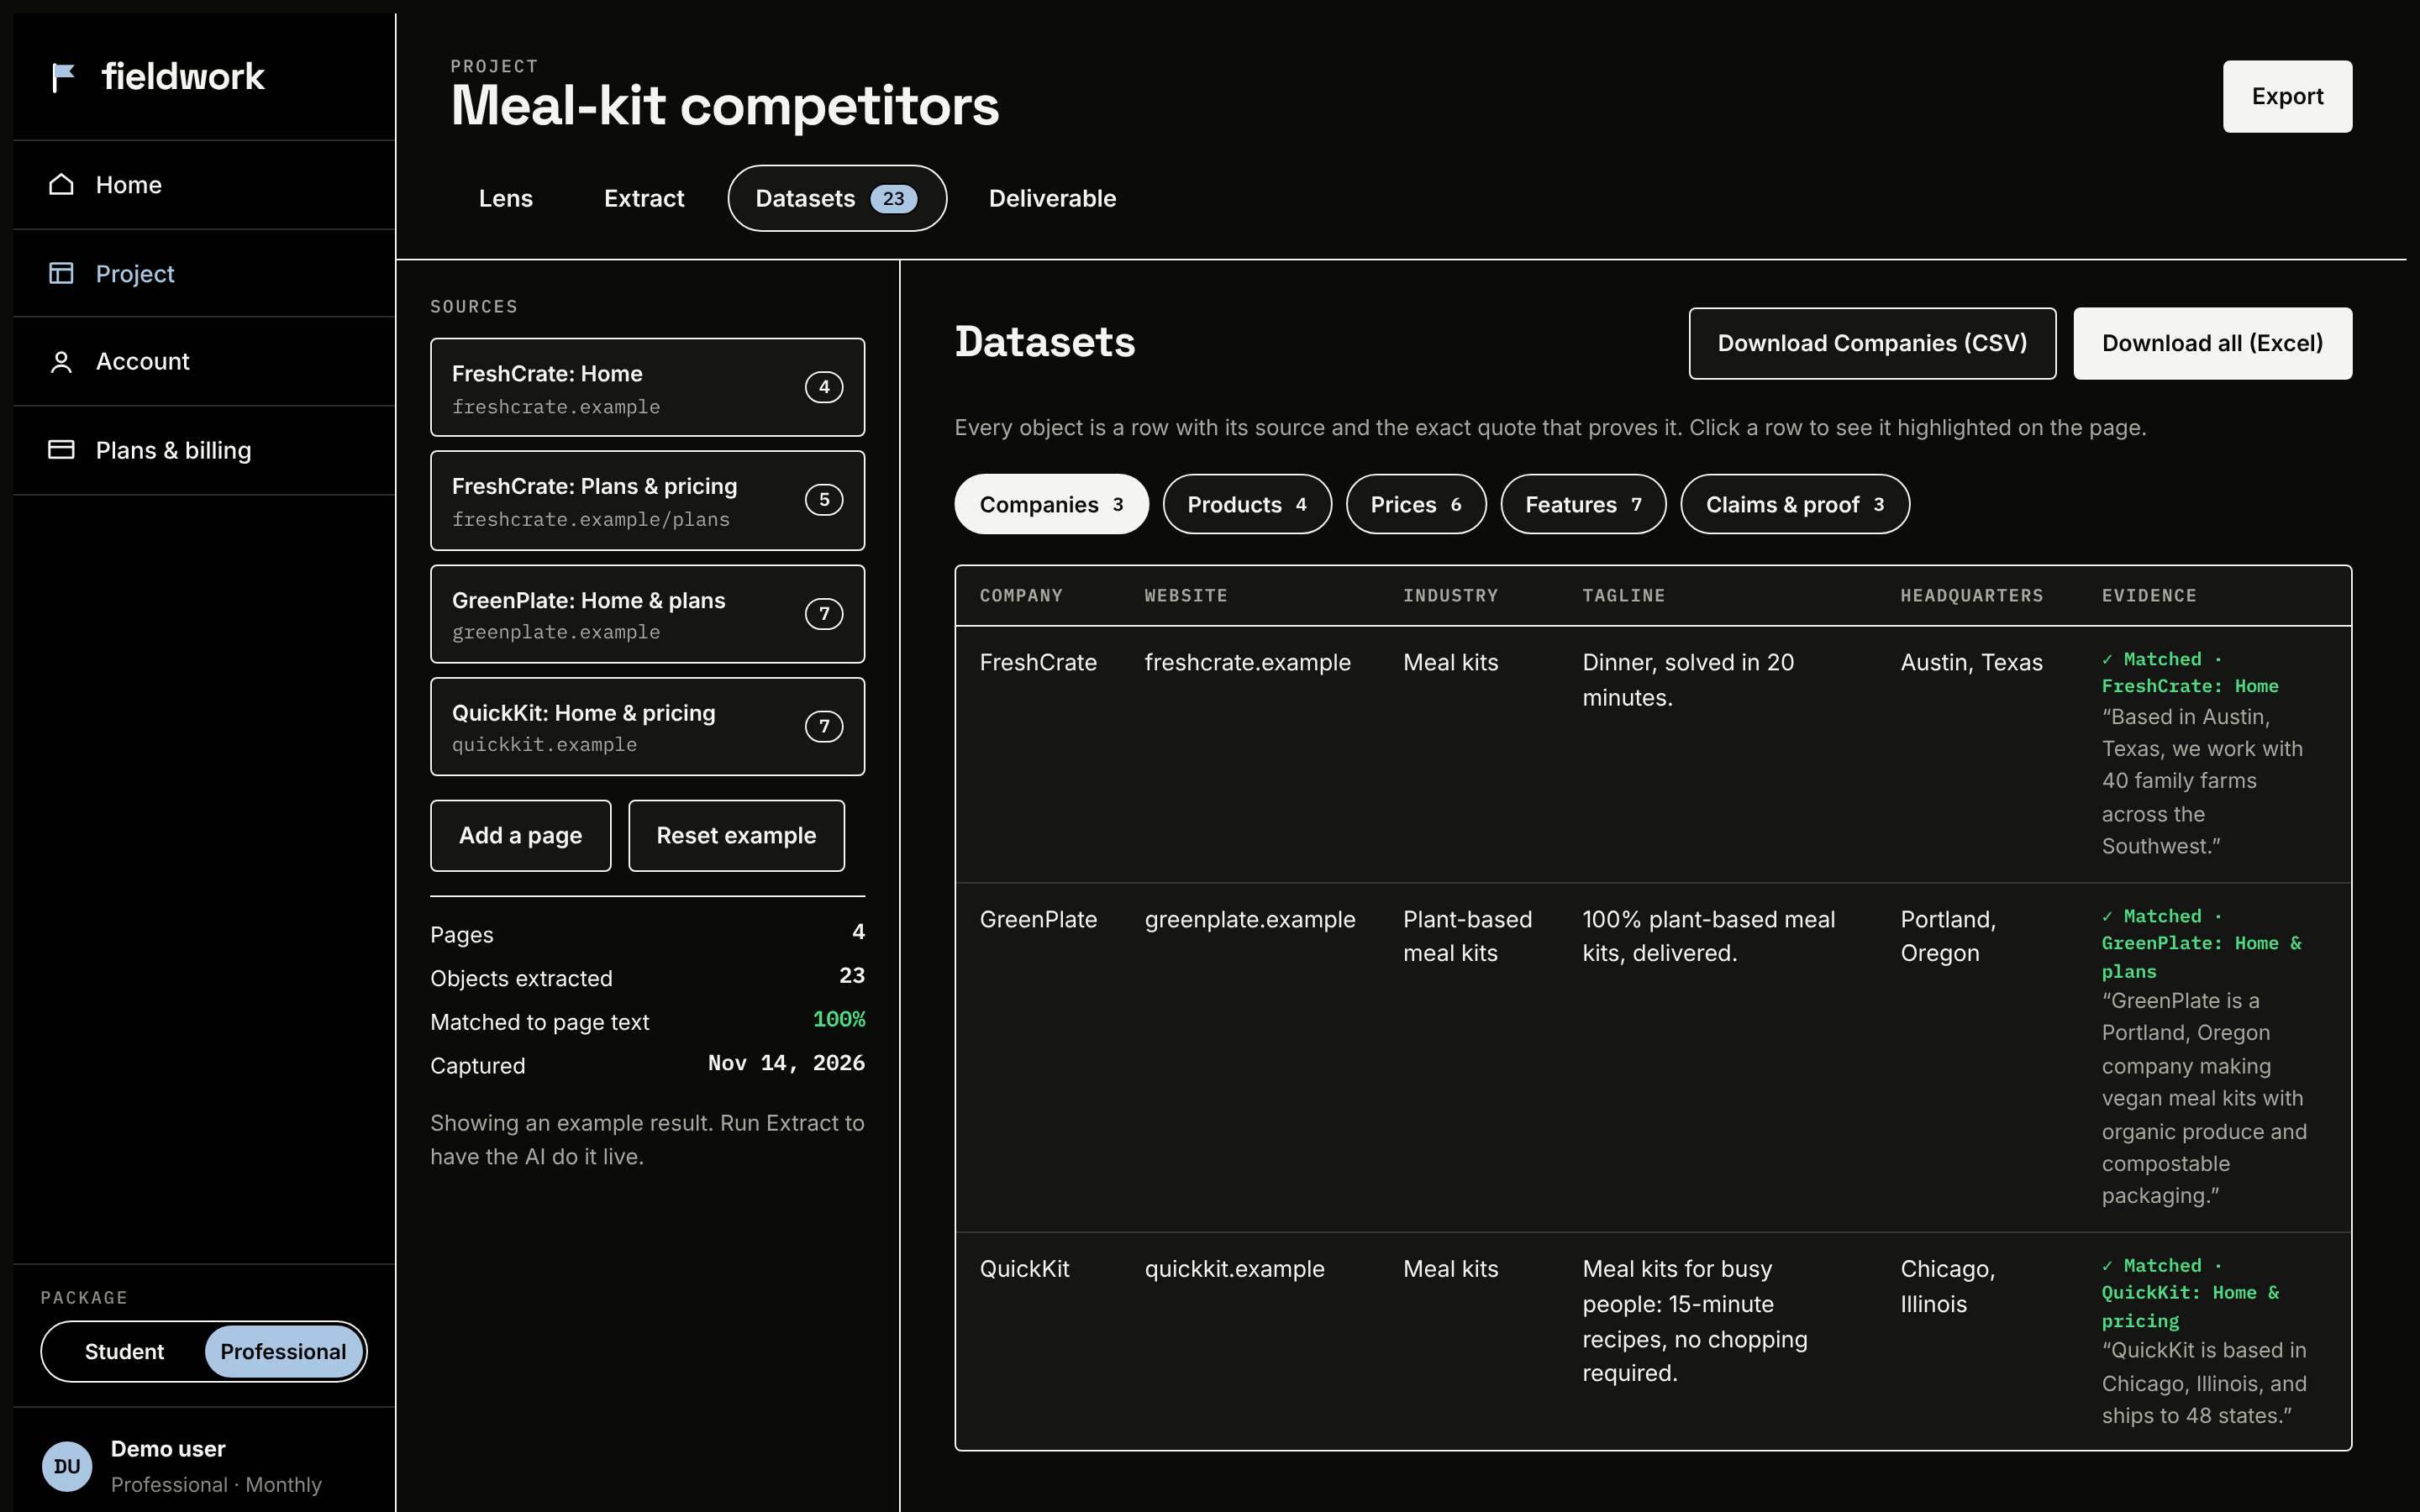 fieldwork
Home
Project
Account
Plans & billing
PACKAGE
Student
Professional
DU
Demo user
Professional · Monthly
PROJECT
Meal-kit competitors
Export
Lens
Extract
Datasets 23
Deliverable
SOURCES
FreshCrate: Home
freshcrate.example
4
FreshCrate: Plans & pricing
freshcrate.example/plans
5
GreenPlate: Home & plans
greenplate.example
7
QuickKit: Home & pricing
quickkit.example
7
Add a page
Reset example
Pages 4
Objects extracted 23
Matched to page text 100%
Captured Nov 14, 2026
Showing an example result. Run Extract to
have the AI do it live.
Datasets
Download Companies (CSV)
Download all (Excel)
Every object is a row with its source and the exact quote that proves it. Click a row to see it highlighted on the page.
Companies 3
Products 4
Prices 6
Features 7
Claims & proof 3
COMPANY
WEBSITE
INDUSTRY
TAGLINE
HEADQUARTERS
EVIDENCE
FreshCrate
freshcrate.example
Meal kits
Dinner, solved in 20
minutes.
Austin, Texas
✓ Matched ·
FreshCrate: Home
“Based in Austin,
Texas, we work with
40 family farms
across the
Southwest.”
GreenPlate
greenplate.example
Plant-based
meal kits
100% plant-based meal
kits, delivered.
Portland,
Oregon
✓ Matched ·
GreenPlate: Home &
plans
“GreenPlate is a
Portland, Oregon
company making
vegan meal kits with
organic produce and
compostable
packaging.”
QuickKit
quickkit.example
Meal kits
Meal kits for busy
people: 15-minute
recipes, no chopping
required.
Chicago,
Illinois
✓ Matched ·
QuickKit: Home &
pricing
“QuickKit is based in
Chicago, Illinois, and
ships to 48 states.”